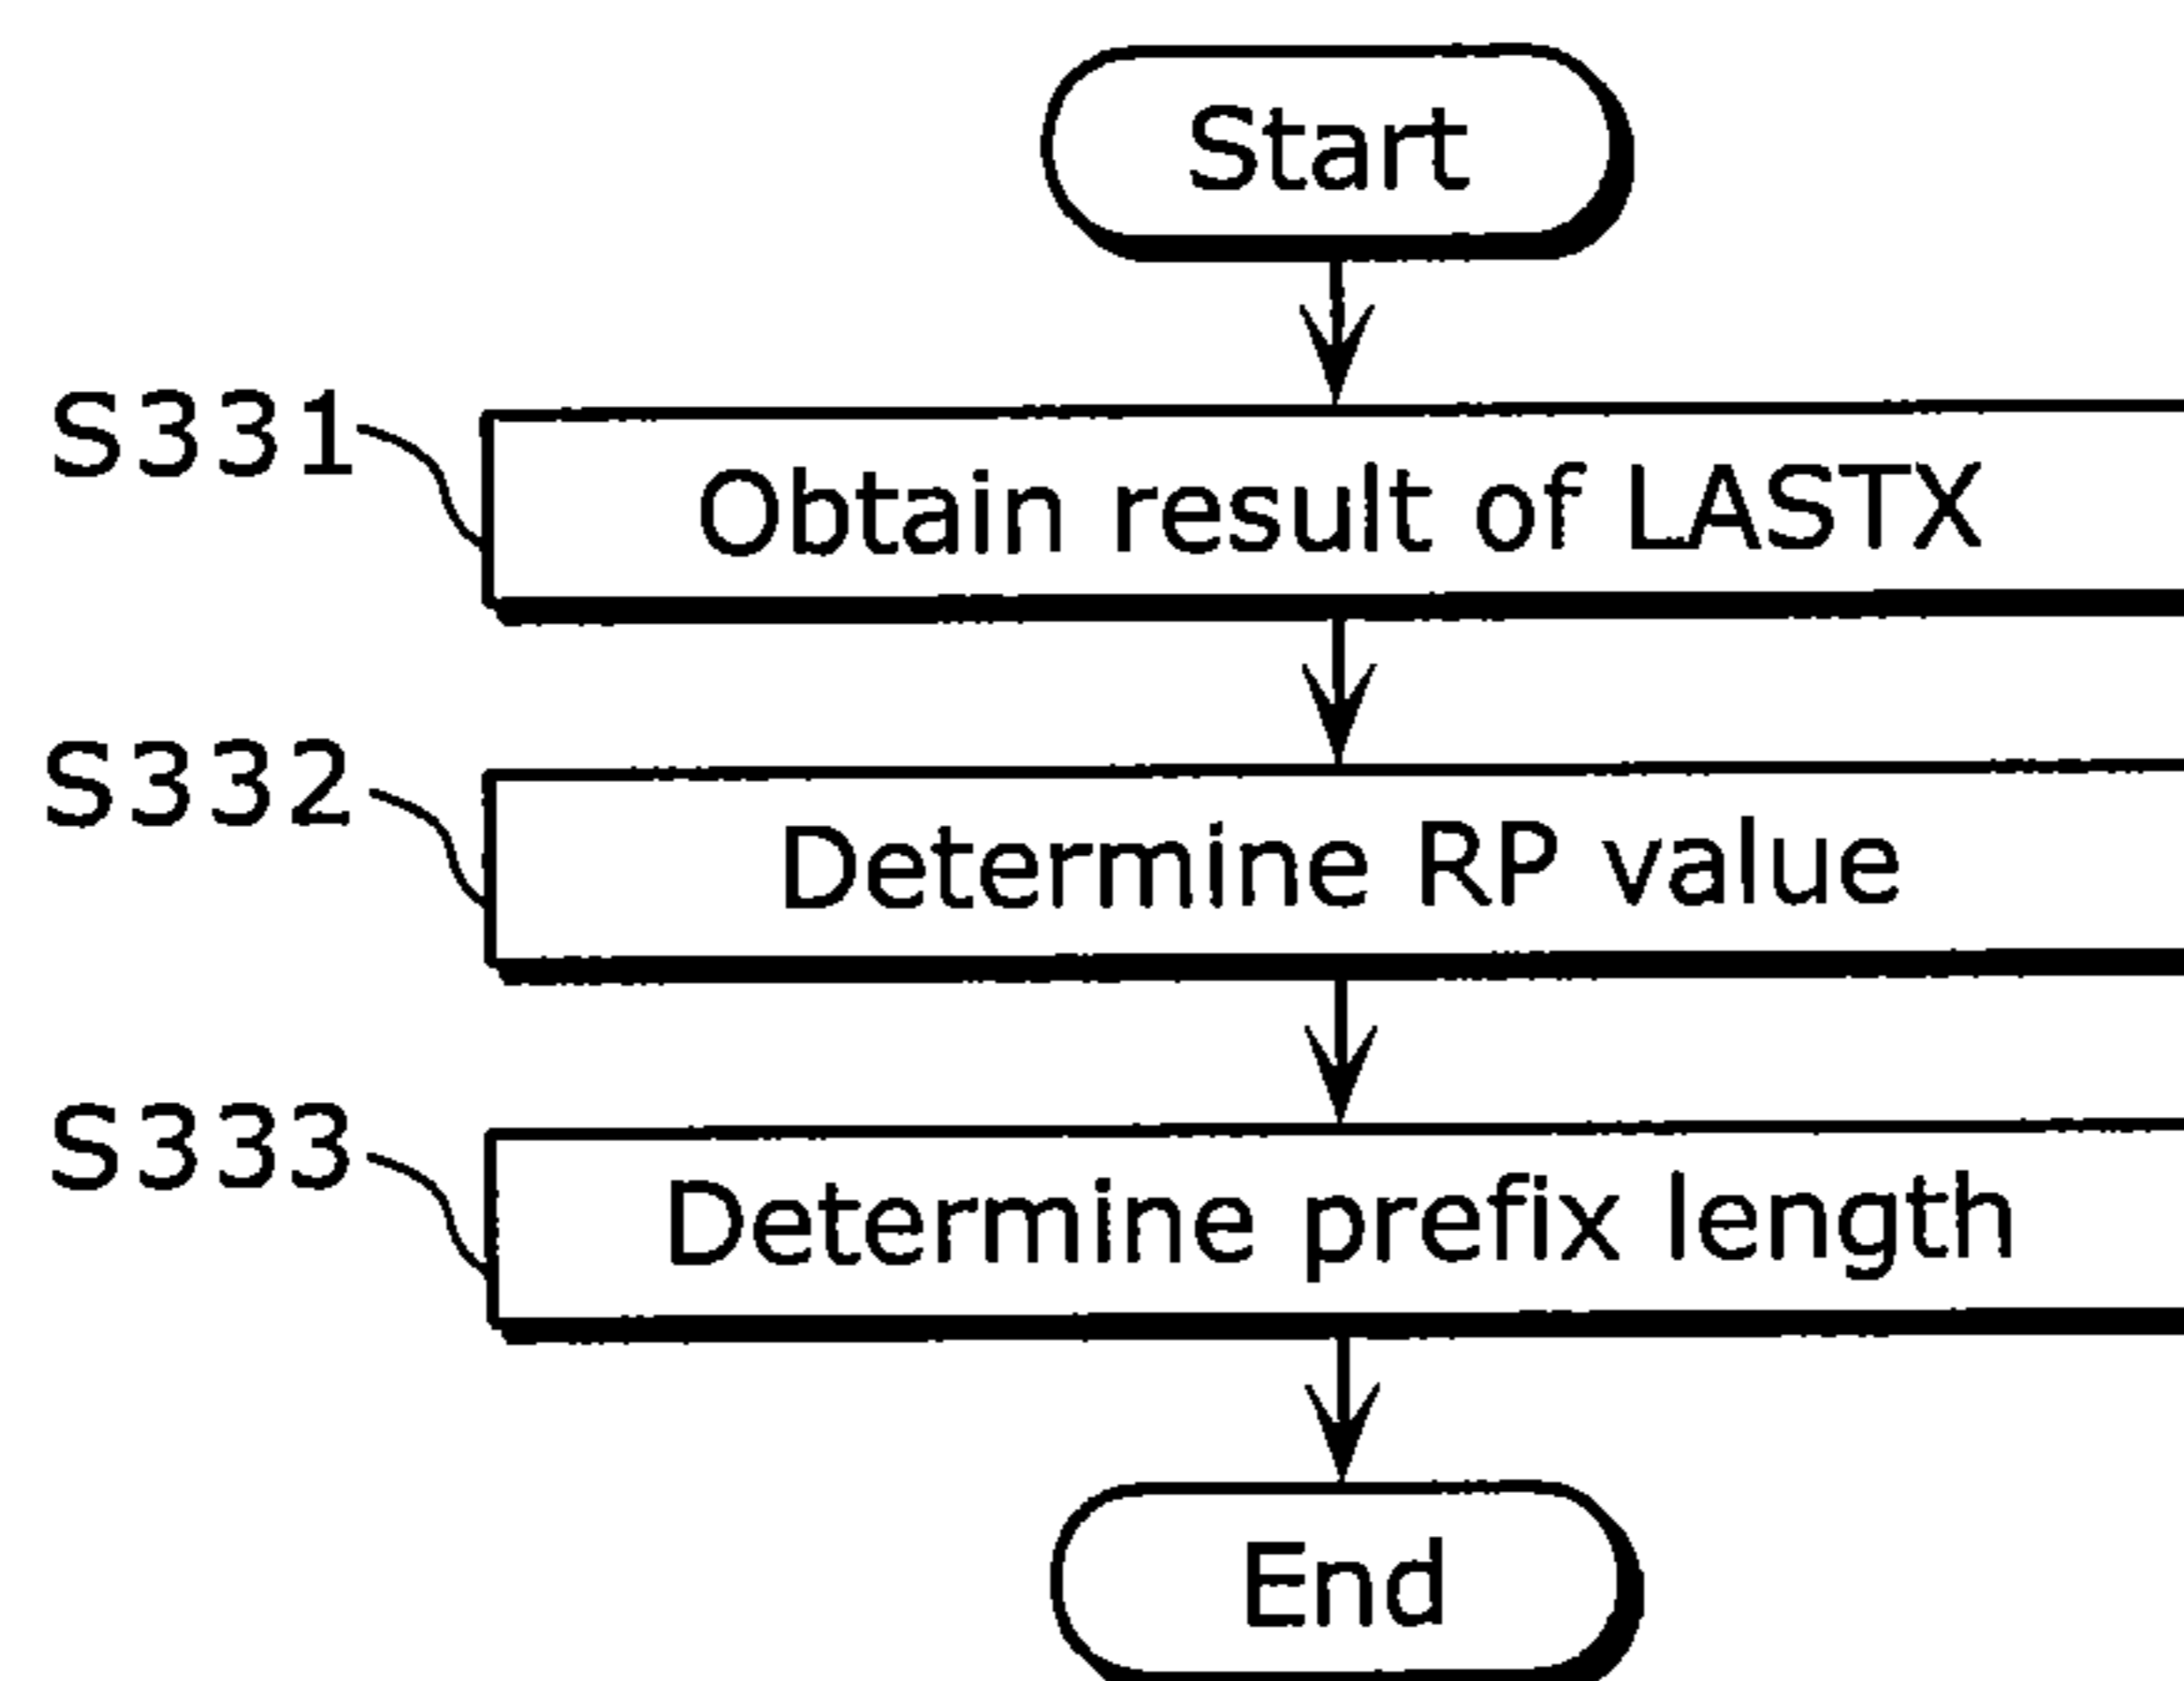 Start
S331
Obtain result of LASTX
S332
Determine RP value
S333
Determine prefix length
End